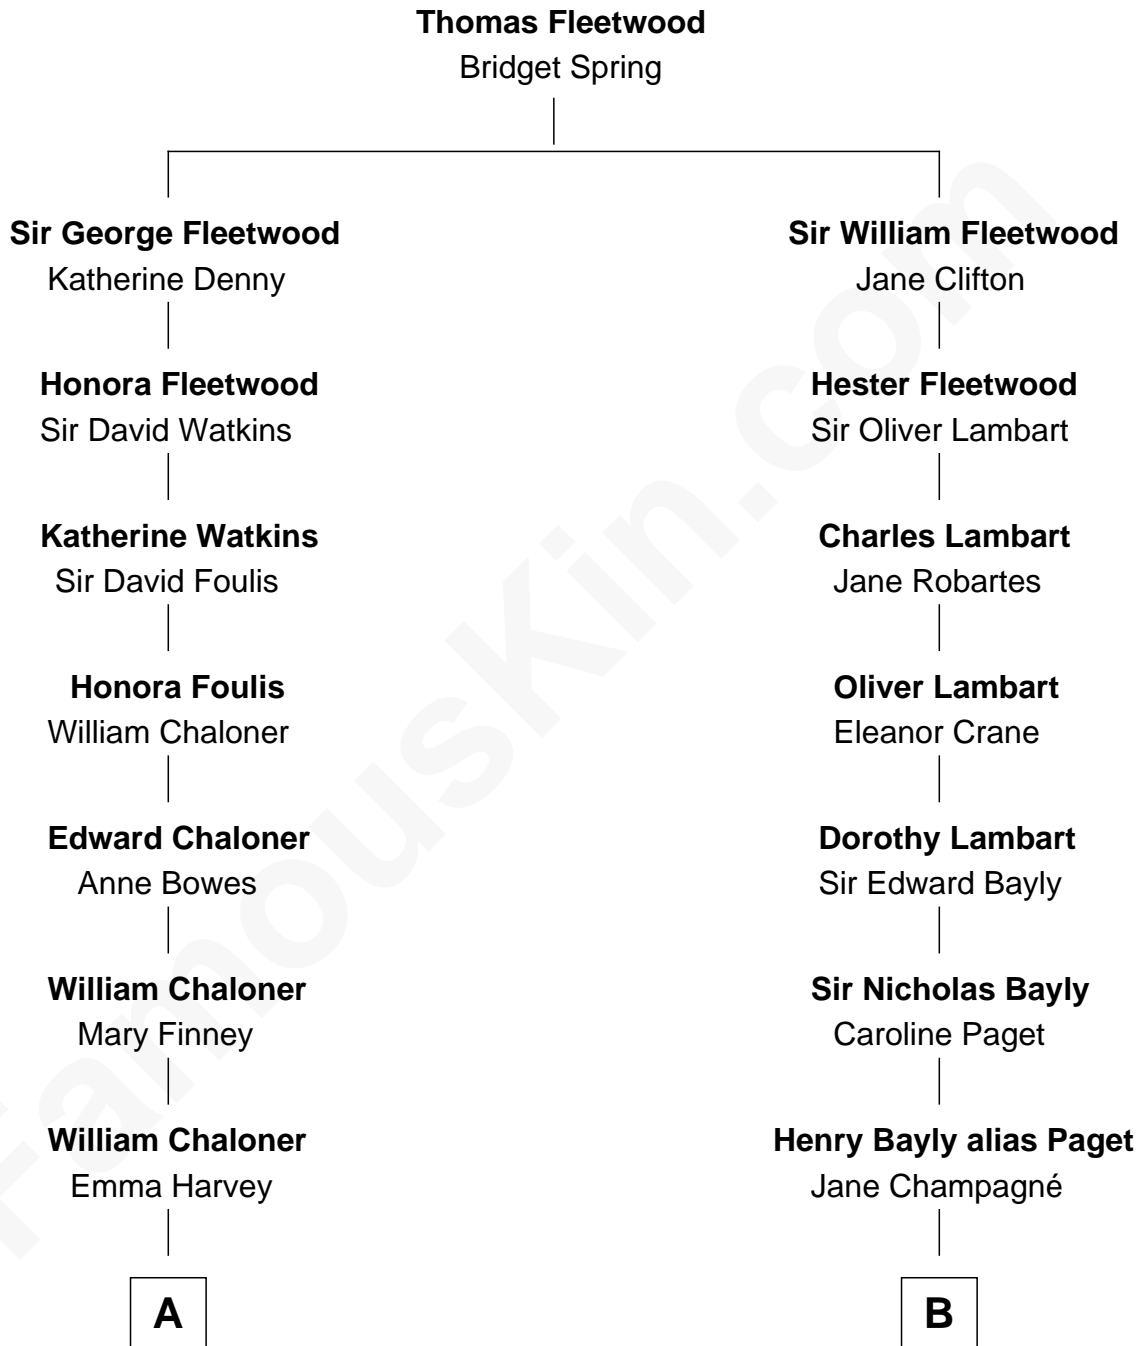 Thomas Fleetwood
Bridget Spring
Sir George Fleetwood
Katherine Denny
Honora Fleetwood
Sir David Watkins
Katherine Watkins
Sir David Foulis
Honora Foulis
William Chaloner
Edward Chaloner
Anne Bowes
William Chaloner
Mary Finney
William Chaloner
Emma Harvey
A
Sir William Fleetwood
Jane Clifton
Hester Fleetwood
Sir Oliver Lambart
Charles Lambart
Jane Robartes
Oliver Lambart
Eleanor Crane
Dorothy Lambart
Sir Edward Bayly
Sir Nicholas Bayly
Caroline Paget
Henry Bayly alias Paget
Jane Champagné
B
FamousKin.com